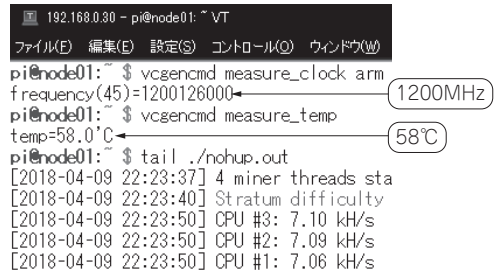 192.168.0.30 - pi@node01: ~ VT
ファイル(F) 編集(E) 設定(S) コントロール(O) ウィンドウ(W)
pi@node01:~ $ vcgencmd measure_clock arm
frequency(45)=1200126000
1200MHz
pi@node01:~ $ vcgencmd measure_temp
temp=58.0'C
58℃
pi@node01:~ $ tail ./nohup.out
[2018-04-09 22:23:37] 4 miner threads sta
[2018-04-09 22:23:40] Stratum difficulty
[2018-04-09 22:23:50] CPU #3: 7.10 kH/s
[2018-04-09 22:23:50] CPU #2: 7.09 kH/s
[2018-04-09 22:23:50] CPU #1: 7.06 kH/s